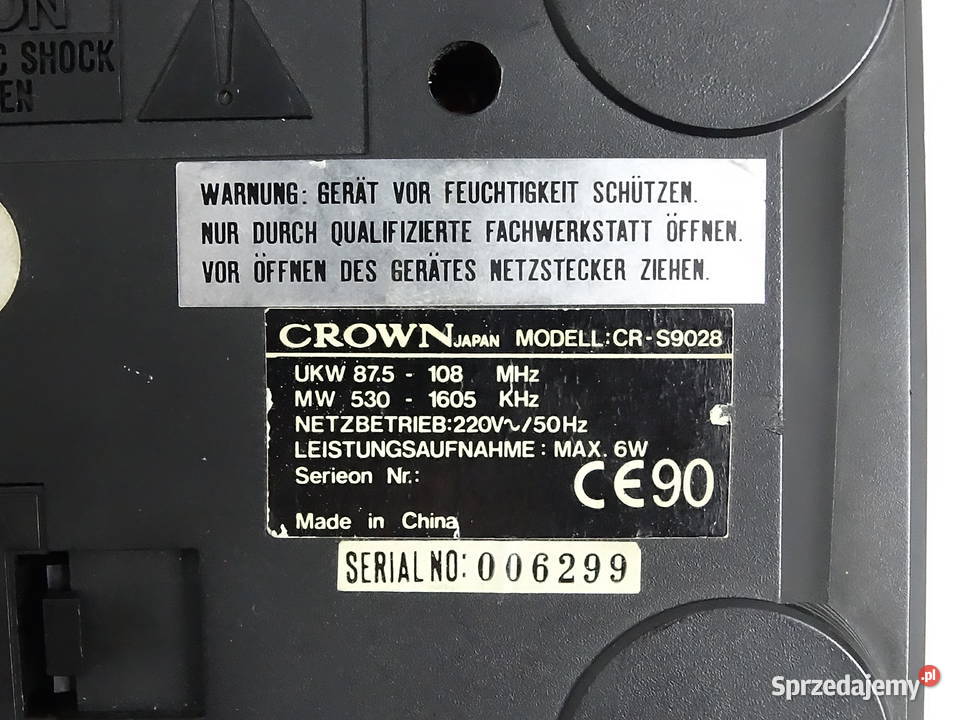 ON
C SHOCK
EN
WARNUNG: GERÄT VOR FEUCHTIGKEIT SCHÜTZEN.
NUR DURCH QUALIFIZIERTE FACHWERKSTATT ÖFFNEN.
VOR ÖFFNEN DES GERÄTES NETZSTECKER ZIEHEN.
CROWN JAPAN MODELL:CR-S9028
UKW 87.5 - 108 MHz
MW 530 - 1605 KHz
NETZBETRIEB:220V~/50Hz
LEISTUNGSAUFNAHME : MAX. 6W
Serieon Nr.:
CE90
Made in China
SERIAL NO: 006299
Sprzedajemy.pl